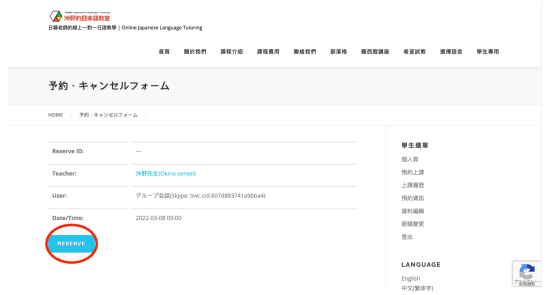 沖野的日本語教室
日籍老師的線上一對一日語教學 | Online Japanese Language Tutoring
首頁 關於我們 課程介紹 課程費用 聯絡我們 部落格 關西腔講座 希望試教 選擇語言 學生專用
予約・キャンセルフォーム
HOME 予約・キャンセルフォーム
Reserve ID: ---
Teacher: 沖野先生(Okino sensei)
User: グループ会話(Skype: live:.cid.607d883741a9bba4)
Date/Time: 2022-03-08 09:00
RESERVE
學生選單
個人頁
預約上課
上課履歷
預約資訊
資料編輯
密碼變更
登出
LANGUAGE
English
中文(繁体字)